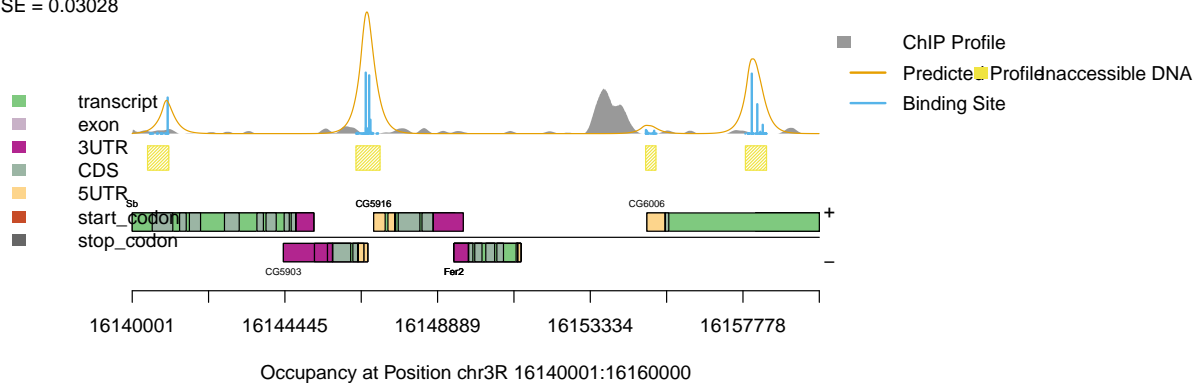 SE = 0.03028
ChIP Profile
Predicted Profile
Inaccessible DNA
Binding Site
transcript
exon
3UTR
CDS
5UTR
start_codon
stop_codon
Sb
CG5916
CG6006
+
CG5903
Fer2
−
16140001
16144445
16148889
16153334
16157778
Occupancy at Position chr3R 16140001:16160000